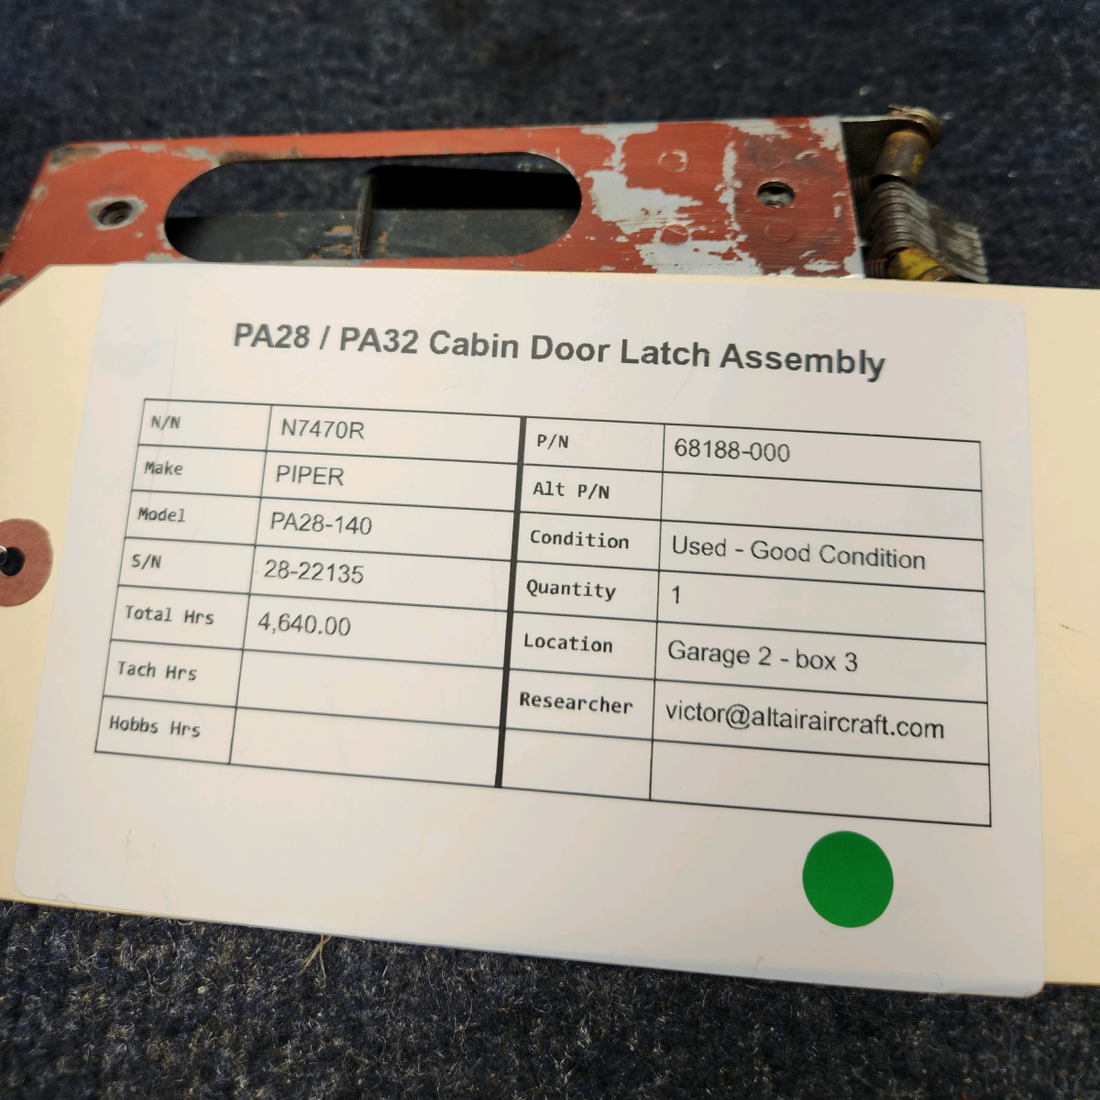 PA28 / PA32 Cabin Door Latch Assembly
N/N N7470R
Make PIPER
Model PA28-140
S/N 28-22135
Total Hrs 4,640.00
Tach Hrs
Hobbs Hrs
P/N 68188-000
Alt P/N
Condition Used - Good Condition
Quantity 1
Location Garage 2 - box 3
Researcher victor@altairaircraft.com